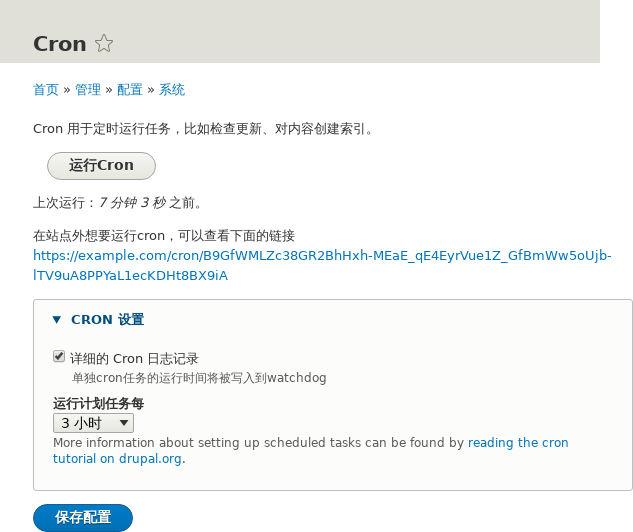 Cron
首页 » 管理 » 配置 » 系统
Cron 用于定时运行任务，比如检查更新、对内容创建索引。
运行Cron
上次运行：7 分钟 3 秒 之前。
在站点外想要运行cron，可以查看下面的链接
https://example.com/cron/B9GfWMLZc38GR2BhHxh-MEaE_qE4EyrVue1Z_GfBmWw5oUjb-
lTV9uA8PPYaL1ecKDHt8BX9iA
CRON 设置
详细的 Cron 日志记录
单独cron任务的运行时间将被写入到watchdog
运行计划任务每
3 小时
More information about setting up scheduled tasks can be found by reading the cron
tutorial on drupal.org.
保存配置